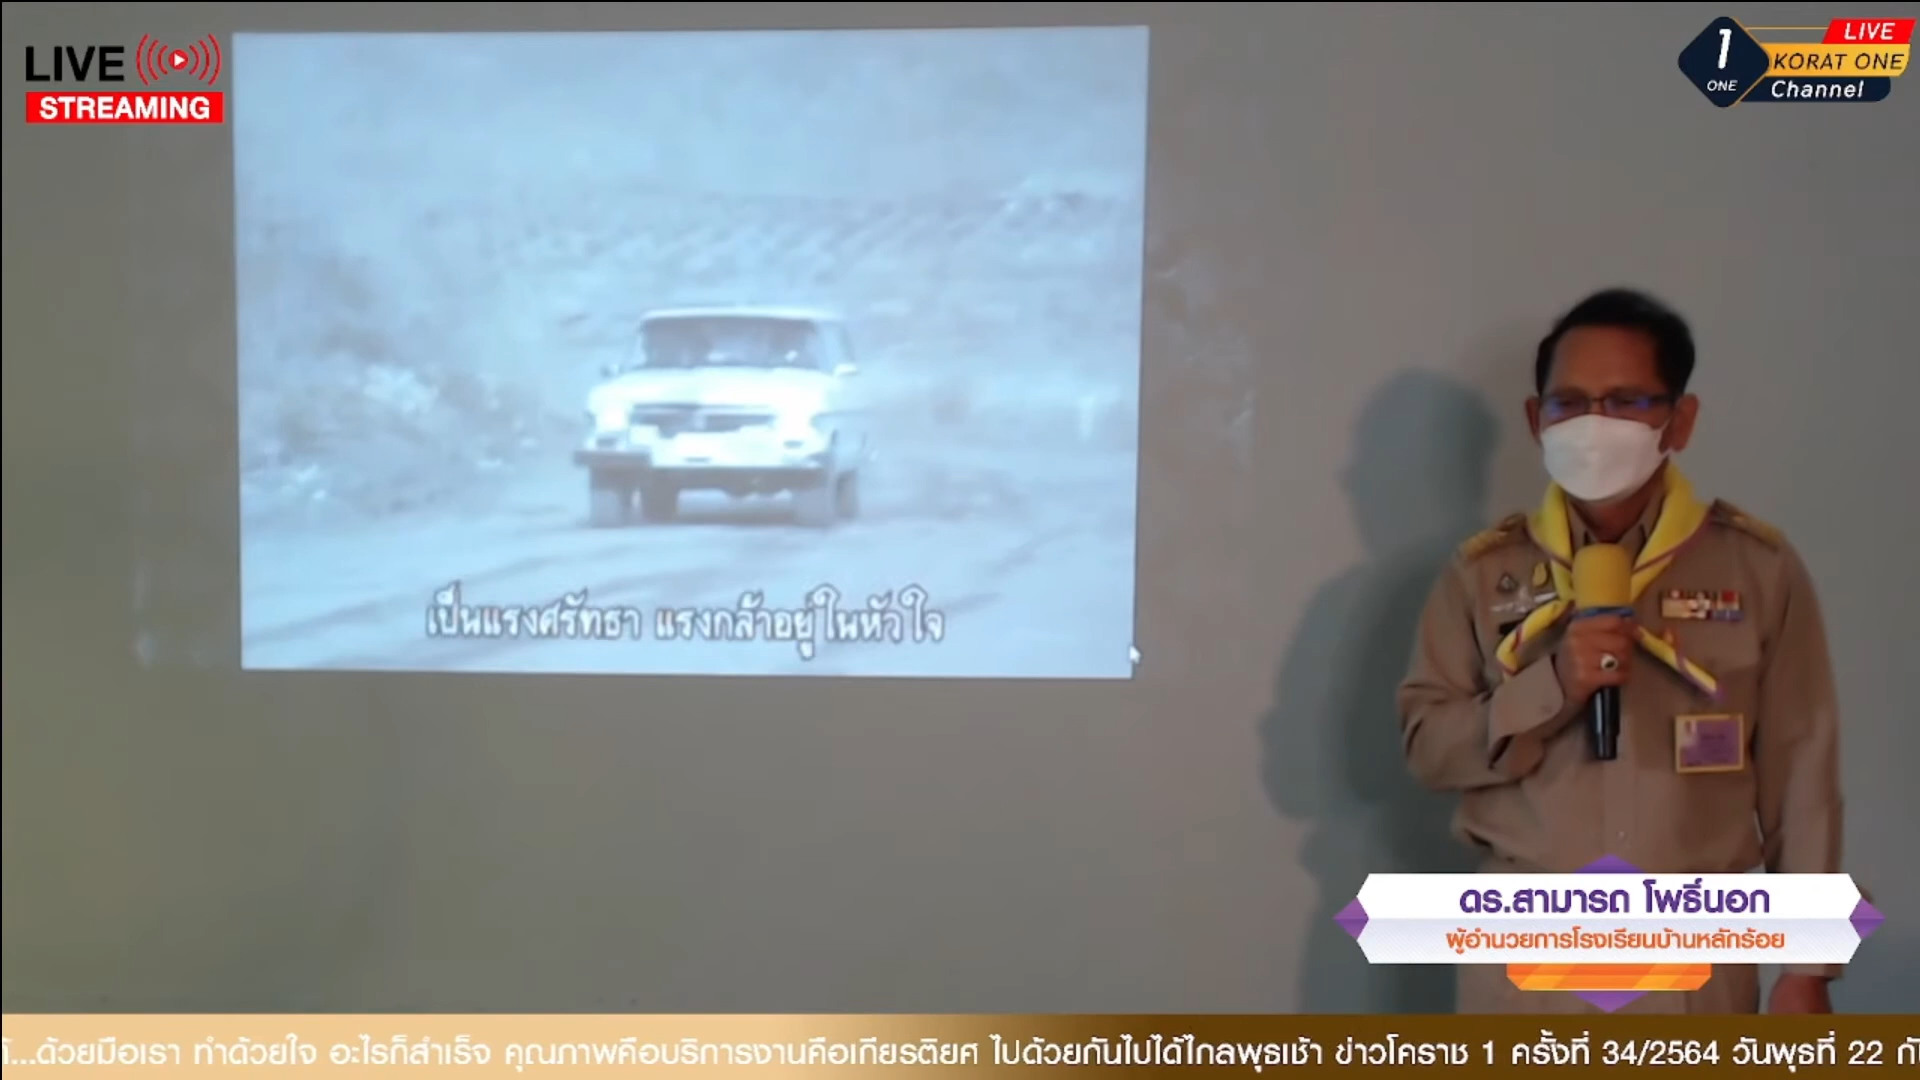 LIVE
STREAMING
1
ONE
LIVE
KORAT ONE
Channel
เป็นแรงศรัทธา แรงกล้าอยู่ในหัวใจ
ดร.สามารถ โพธิ์นอก
ผู้อำนวยการโรงเรียนบ้านหลักร้อย
...ด้วยมือเรา ทำด้วยใจ อะไรก็สำเร็จ คุณภาพคือบริการงานคือเกียรติยศ ไปด้วยกันไปได้ไกลพุธเช้า ข่าวโคราช 1 ครั้งที่ 34/2564 วันพุธที่ 22